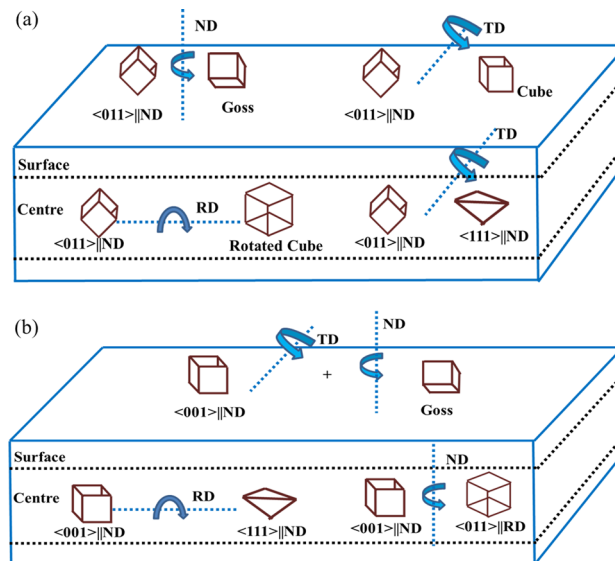 (a)
ND
TD
<011>||ND
Goss
<011>||ND
Cube
TD
Surface
Centre
RD
<011>||ND
Rotated Cube
<011>||ND
<111>||ND
(b)
ND
TD
+
<001>||ND
Goss
Surface
ND
Centre
RD
<001>||ND
<111>||ND
<001>||ND
<011>||RD